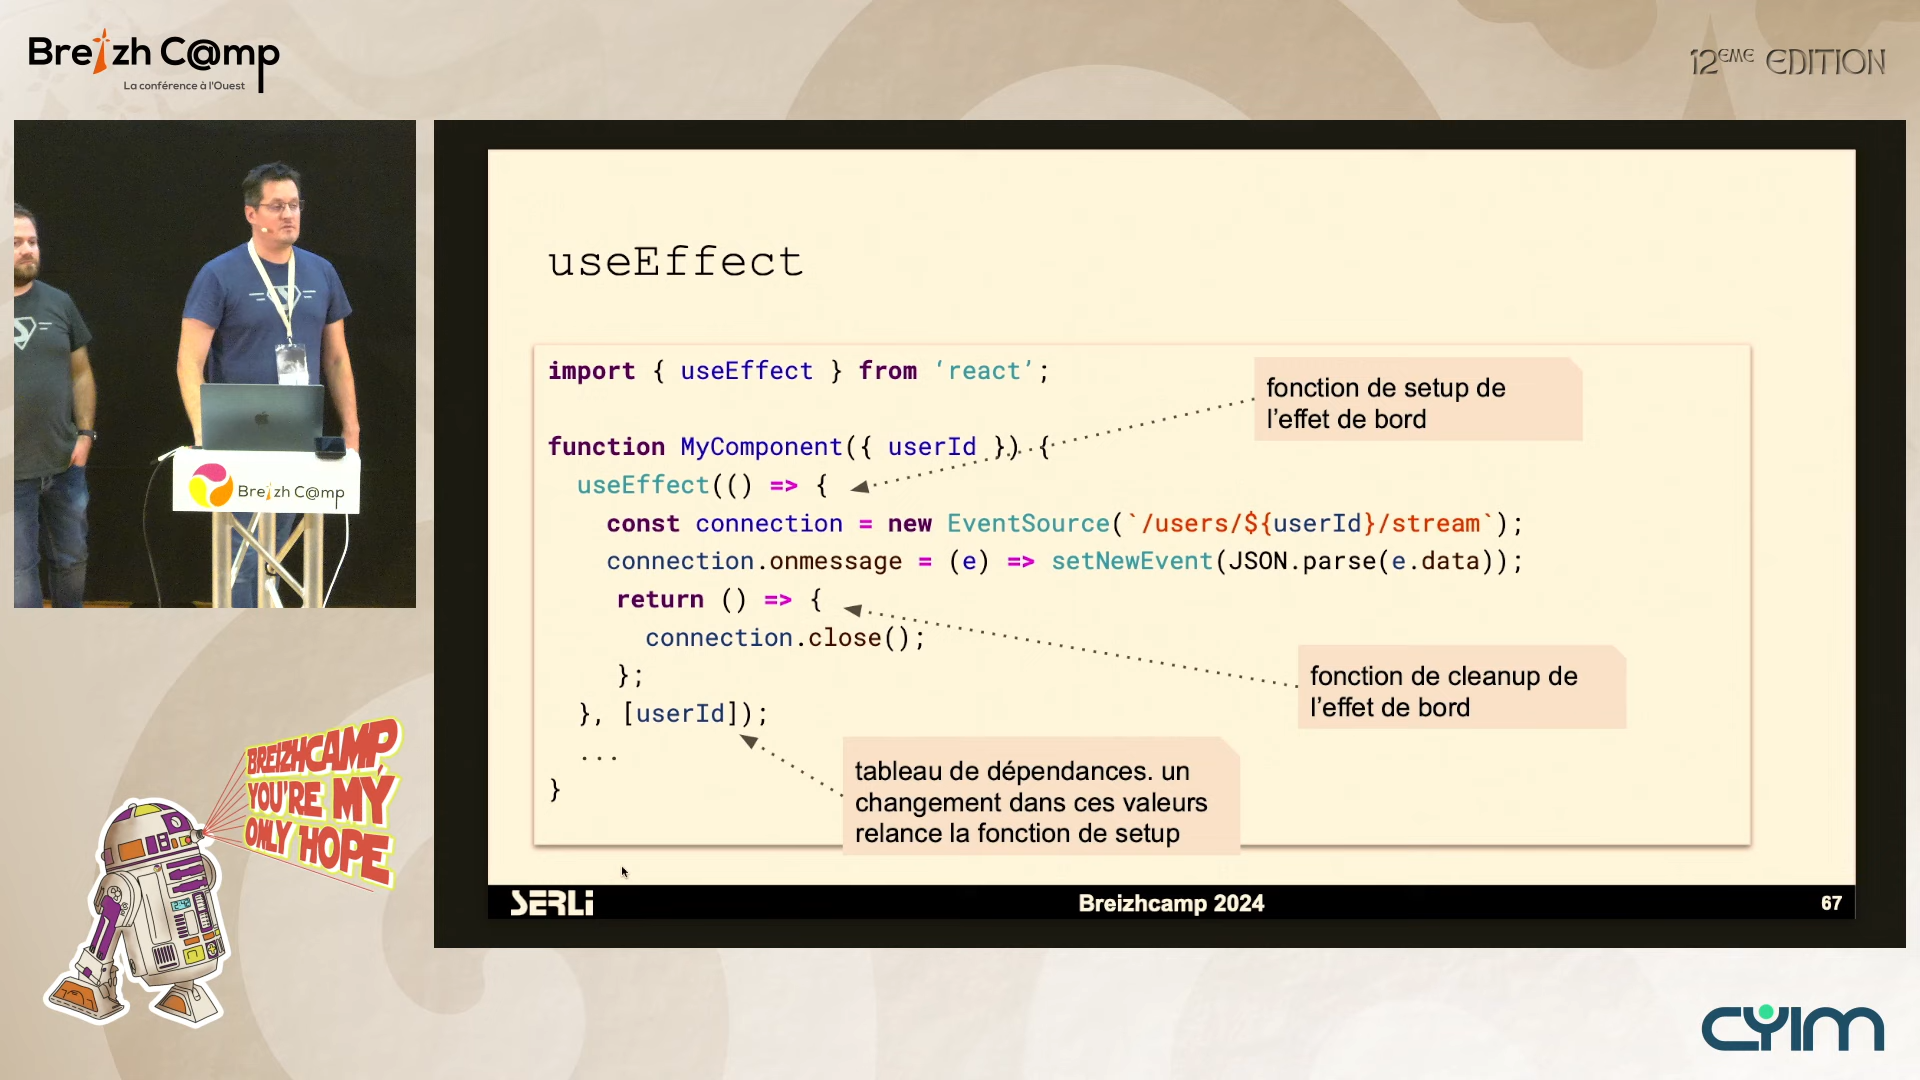 Breizh C@mp
La conférence à l'Ouest
12EME EDITION
useEffect
import { useEffect } from ‘react’;
function MyComponent({ userId }) {
useEffect(() => {
const connection = new EventSource(`/users/${userId}/stream`);
connection.onmessage = (e) => setNewEvent(JSON.parse(e.data));
return () => {
connection.close();
};
}, [userId]);
...
}
fonction de setup de
l’effet de bord
fonction de cleanup de
l’effet de bord
tableau de dépendances. un
changement dans ces valeurs
relance la fonction de setup
SERLI
Breizhcamp 2024
67
Breizh C@mp
BREIZHCAMP,
YOU'RE MY
ONLY HOPE
CYIM